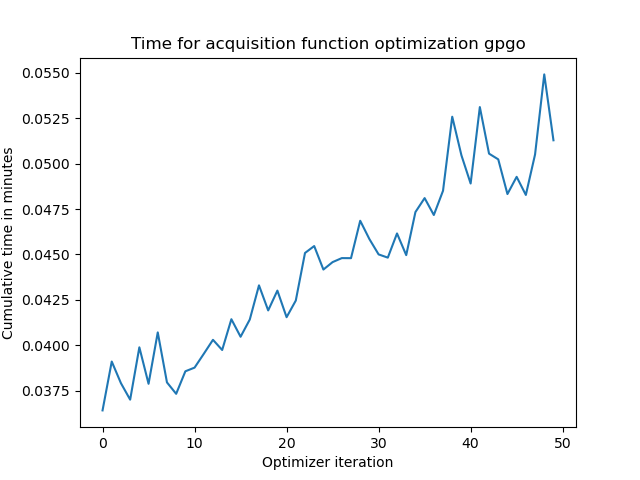 Time for acquisition function optimization gpgo
Cumulative time in minutes
0.0550
0.0525
0.0500
0.0475
0.0450
0.0425
0.0400
0.0375
0 10 20 30 40 50
Optimizer iteration